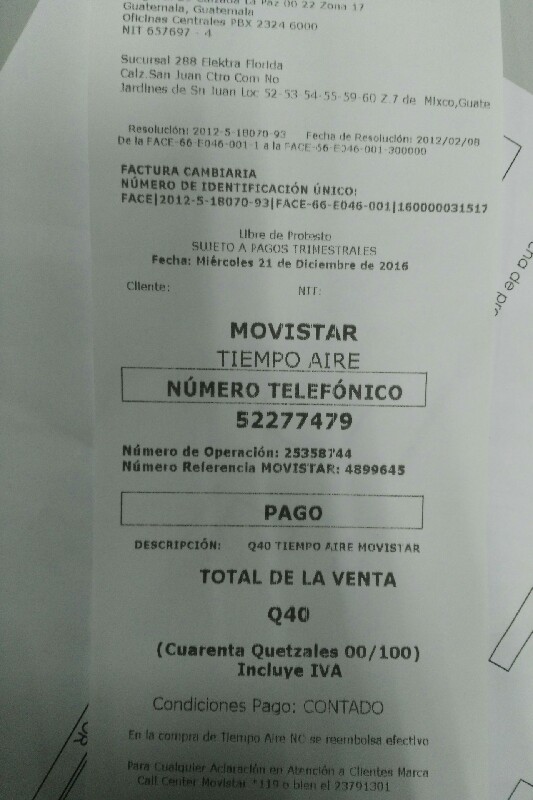 La Paz 00 22 Zona 17
Guatemala, Guatemala
Oficinas Centrales PBX 2324 6000
NIT 657697 - 4
Sucursal 288 Elektra Florida
Calz.San Juan Ctro Com No
Jardines de Sn Juan Loc 52-53-54-55-59-60 Z.7 de Mixco,Guate
Resolución: 2012-5-18070-93 Fecha de Resolución: 2012/02/08
De la FACE-66-E046-001-1 a la FACE-66-E046-001-300000
FACTURA CAMBIARIA
NÚMERO DE IDENTIFICACIÓN ÚNICO:
FACE|2012-5-18070-93|FACE-66-E046-001|160000031517
Libre de Protesto
SUJETO A PAGOS TRIMESTRALES
Fecha: Miércoles 21 de Diciembre de 2016
Cliente: NIT:
MOVISTAR
TIEMPO AIRE
NÚMERO TELEFÓNICO
52277479
Número de Operación: 25358744
Número Referencia MOVISTAR: 4899645
PAGO
DESCRIPCIÓN: Q40 TIEMPO AIRE MOVISTAR
TOTAL DE LA VENTA
Q40
(Cuarenta Quetzales 00/100)
Incluye IVA
Condiciones Pago: CONTADO
En la compra de Tiempo Aire NO se reembolsa efectivo
Para Cualquier Aclaración en Atención a Clientes Marca
Call Center Movistar *119 o bien el 23791301